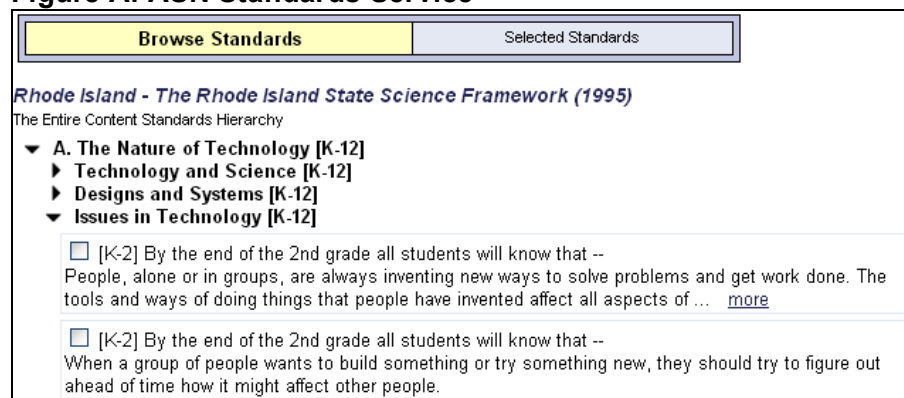 Browse Standards
Selected Standards
Rhode Island - The Rhode Island State Science Framework (1995)
The Entire Content Standards Hierarchy
A. The Nature of Technology [K-12]
Technology and Science [K-12]
Designs and Systems [K-12]
Issues in Technology [K-12]
[K-2] By the end of the 2nd grade all students will know that --
People, alone or in groups, are always inventing new ways to solve problems and get work done. The
tools and ways of doing things that people have invented affect all aspects of ... more
[K-2] By the end of the 2nd grade all students will know that --
When a group of people wants to build something or try something new, they should try to figure out
ahead of time how it might affect other people.